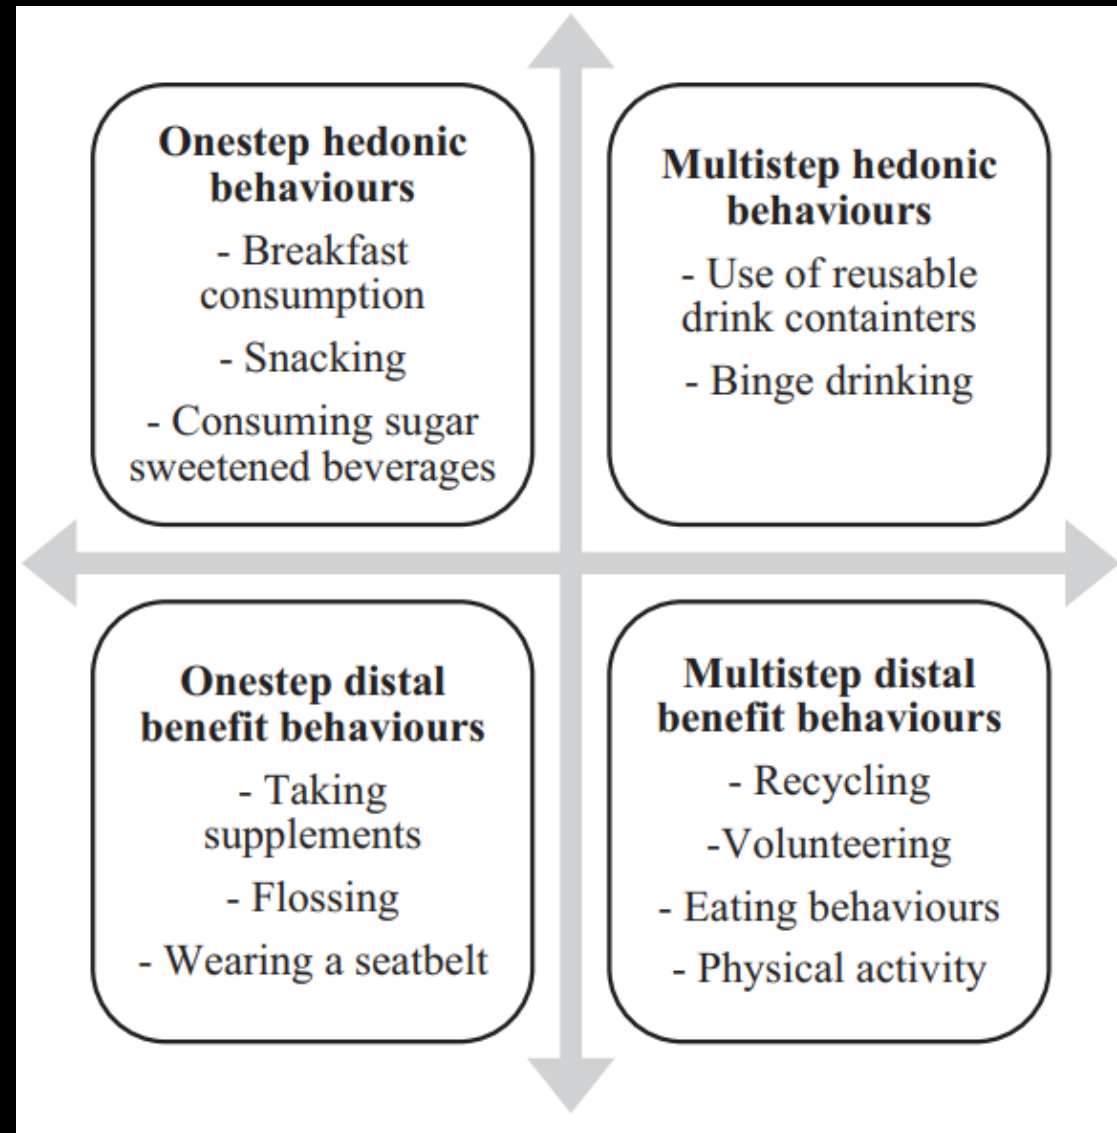 Onestep hedonic
behaviours
- Breakfast
consumption
- Snacking
- Consuming sugar
sweetened beverages
Multistep hedonic
behaviours
- Use of reusable
drink containters
- Binge drinking
Onestep distal
benefit behaviours
- Taking
supplements
- Flossing
- Wearing a seatbelt
Multistep distal
benefit behaviours
- Recycling
-Volunteering
- Eating behaviours
- Physical activity